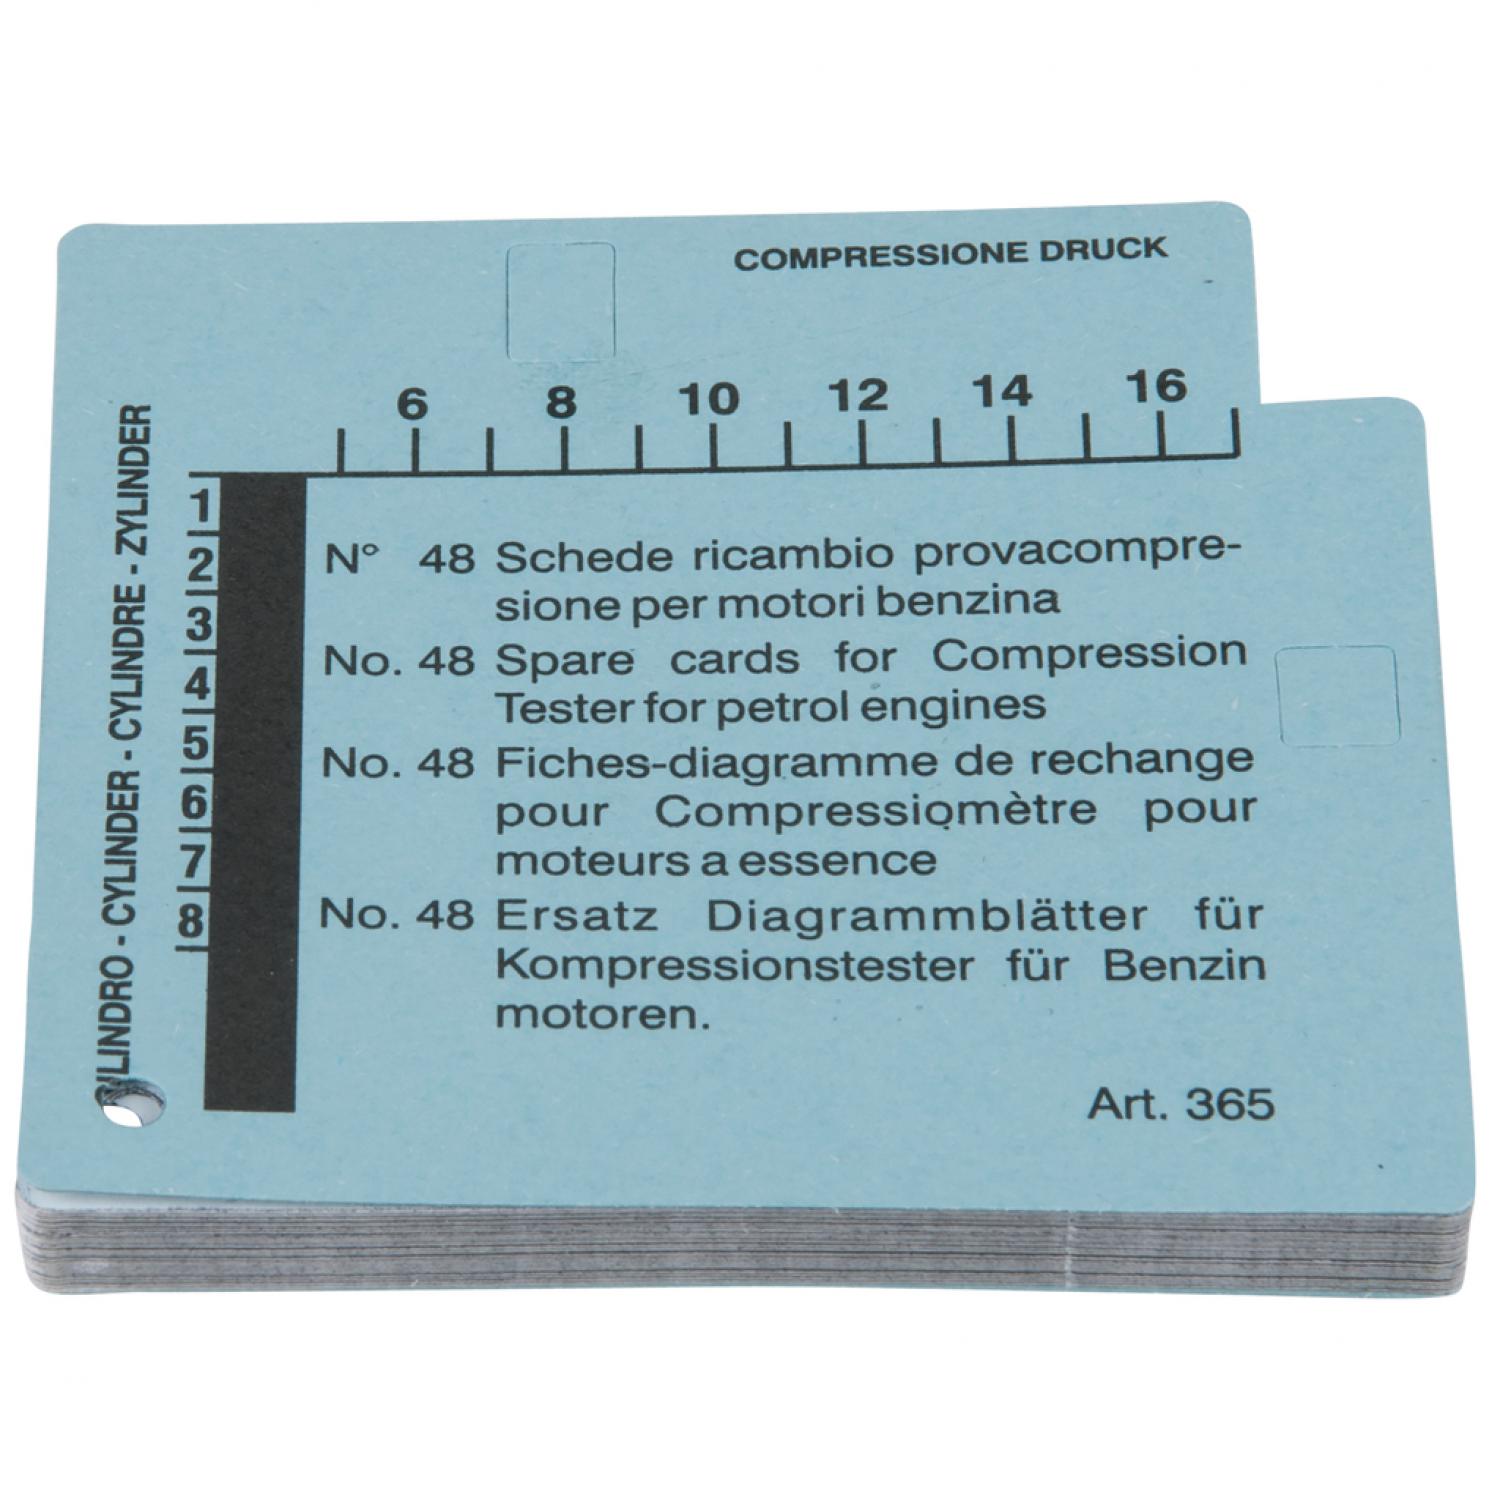 COMPRESSIONE DRUCK
6 8 10 12 14 16
CILINDRO - CYLINDER - CYLINDRE - ZYLINDER
1
2
3
4
5
6
7
8
N° 48 Schede ricambio provacompre-
sione per motori benzina
No. 48 Spare cards for Compression
Tester for petrol engines
No. 48 Fiches-diagramme de rechange
pour Compressiomètre pour
moteurs a essence
No. 48 Ersatz Diagrammblätter für
Kompressionstester für Benzin
motoren.
Art. 365